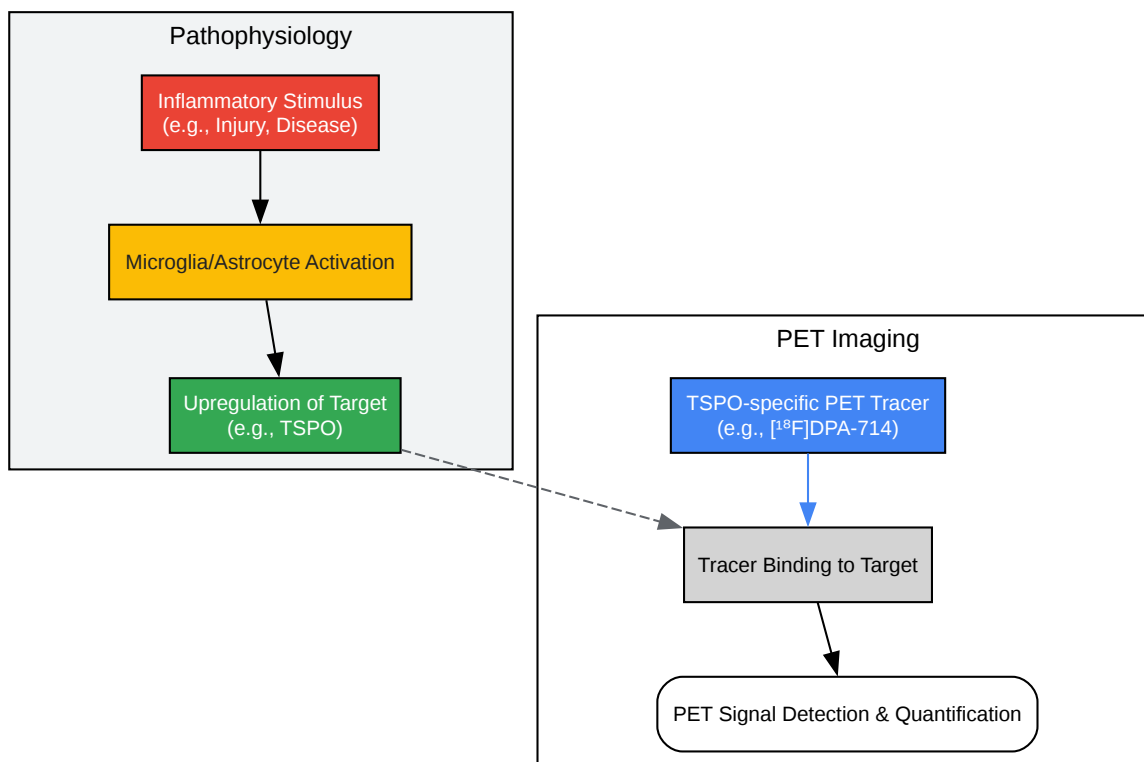 Pathophysiology
Inflammatory Stimulus
(e.g., Injury, Disease)
Microglia/Astrocyte Activation
Upregulation of Target
(e.g., TSPO)
PET Imaging
TSPO-specific PET Tracer
(e.g., [¹⁸F]DPA-714)
Tracer Binding to Target
PET Signal Detection & Quantification